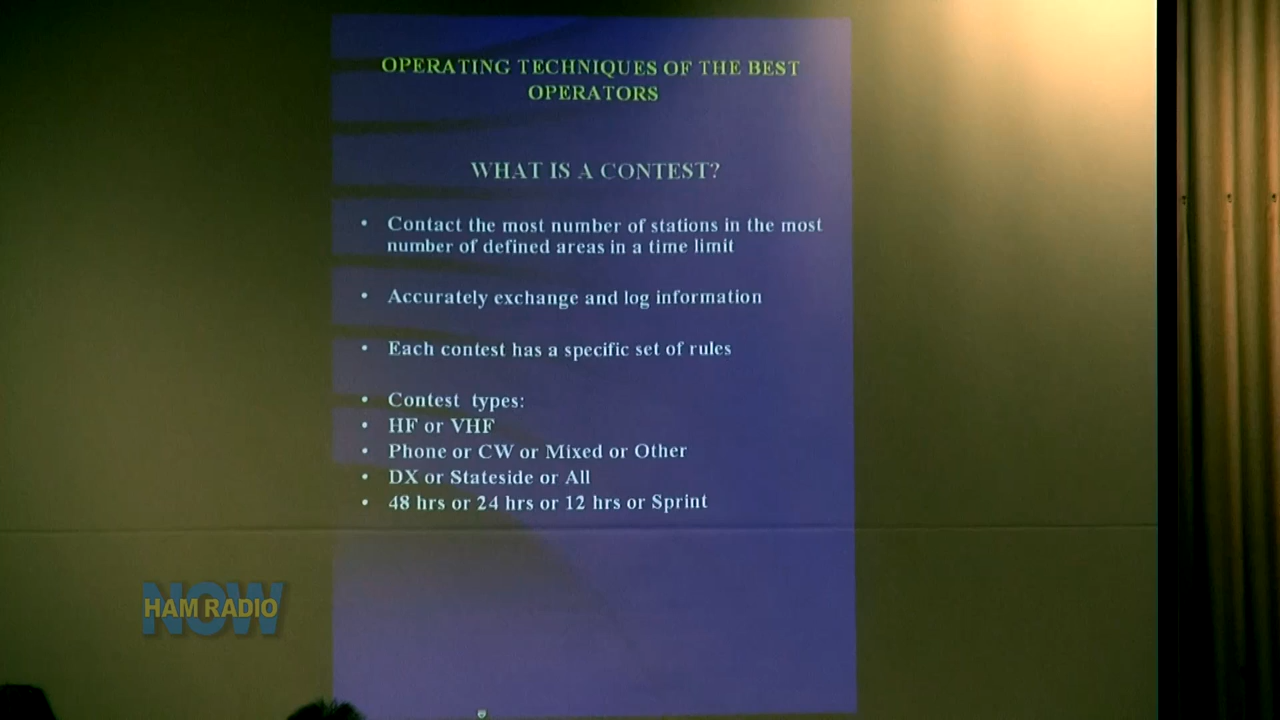 OPERATING TECHNIQUES OF THE BEST
OPERATORS
WHAT IS A CONTEST?
• Contact the most number of stations in the most
number of defined areas in a time limit
• Accurately exchange and log information
• Each contest has a specific set of rules
• Contest types:
• HF or VHF
• Phone or CW or Mixed or Other
• DX or Stateside or All
• 48 hrs or 24 hrs or 12 hrs or Sprint
HAM RADIO
NOW